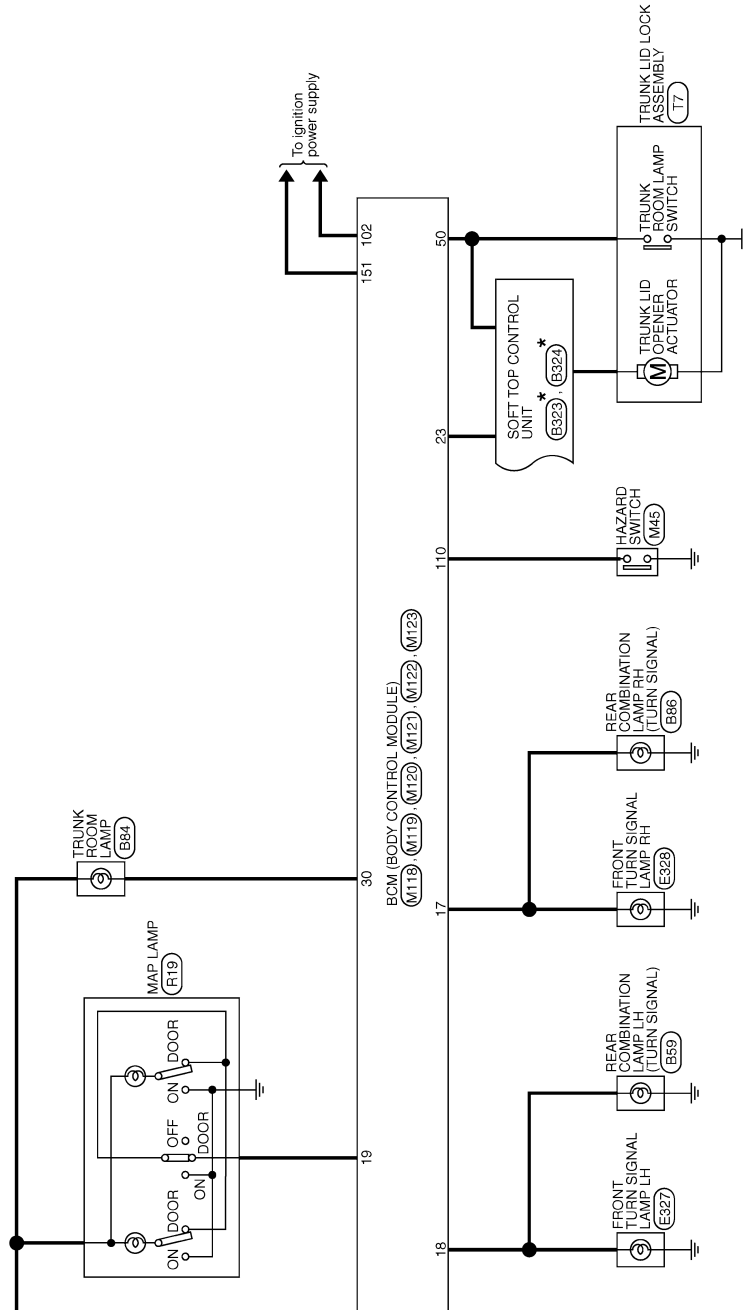 To ignition
power supply
102
151
TRUNK LID LOCK
ASSEMBLY
T7
TRUNK
ROOM LAMP
SWITCH
TRUNK LID
OPENER
ACTUATOR
M
50
SOFT TOP CONTROL
UNIT
B323 * , B324 *
23
HAZARD
SWITCH
M45
110
BCM (BODY CONTROL MODULE)
M118 , M119 , M120 , M121 , M122 , M123
REAR
COMBINATION
LAMP RH
(TURN SIGNAL)
B86
FRONT
TURN SIGNAL
LAMP RH
E328
17
TRUNK
ROOM
LAMP
B84
30
MAP LAMP
R19
DOOR
ON
OFF
DOOR
ON
DOOR
ON
19
REAR
COMBINATION
LAMP LH
(TURN SIGNAL)
B59
FRONT
TURN SIGNAL
LAMP LH
E327
18